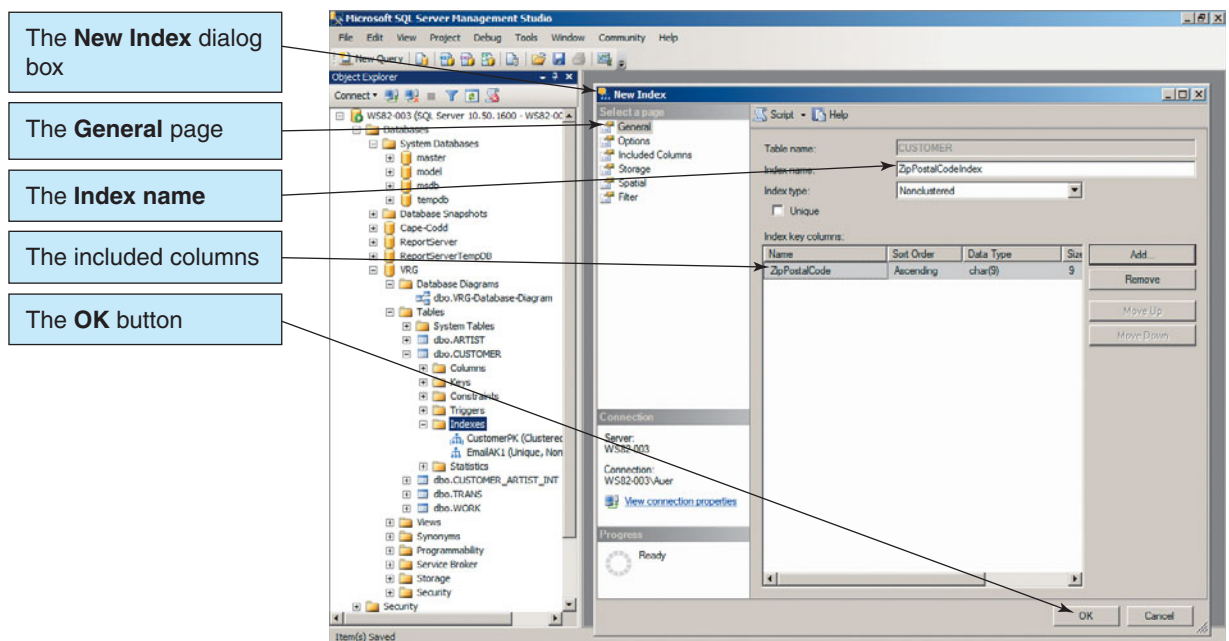 The New Index dialog box
The General page
The Index name
The included columns
The OK button
Microsoft SQL Server Management Studio
File Edit View Project Debug Tools Window Community Help
New Query
Object Explorer
Connect
WS82-003 (SQL Server 10.50.1600 - WS82-00
Databases
System Databases
master
model
msdb
tempdb
Database Snapshots
Cape-Codd
ReportServer
ReportServerTempDB
VRG
Database Diagrams
dbo.VRG-Database-Diagram
Tables
System Tables
dbo.ARTIST
dbo.CUSTOMER
Columns
Keys
Constraints
Triggers
Indexes
CustomerPK (Clustered
EmailAK1 (Unique, Non
Statistics
dbo.CUSTOMER_ARTIST_INT
dbo.TRANS
dbo.WORK
Views
Synonyms
Programmability
Service Broker
Storage
Security
Security
Item(s) Saved
New Index
Select a page
General
Options
Included Columns
Storage
Spatial
Filter
Connection
Server:
WS82-003
Connection:
WS82-003\Auer
View connection properties
Progress
Ready
Script Help
Table name: CUSTOMER
Index name: ZipPostalCodeIndex
Index type: Nonclustered
Unique
Index key columns:
Name Sort Order Data Type Size
ZipPostalCode Ascending char(9) 9
Add...
Remove
Move Up
Move Down
OK Cancel